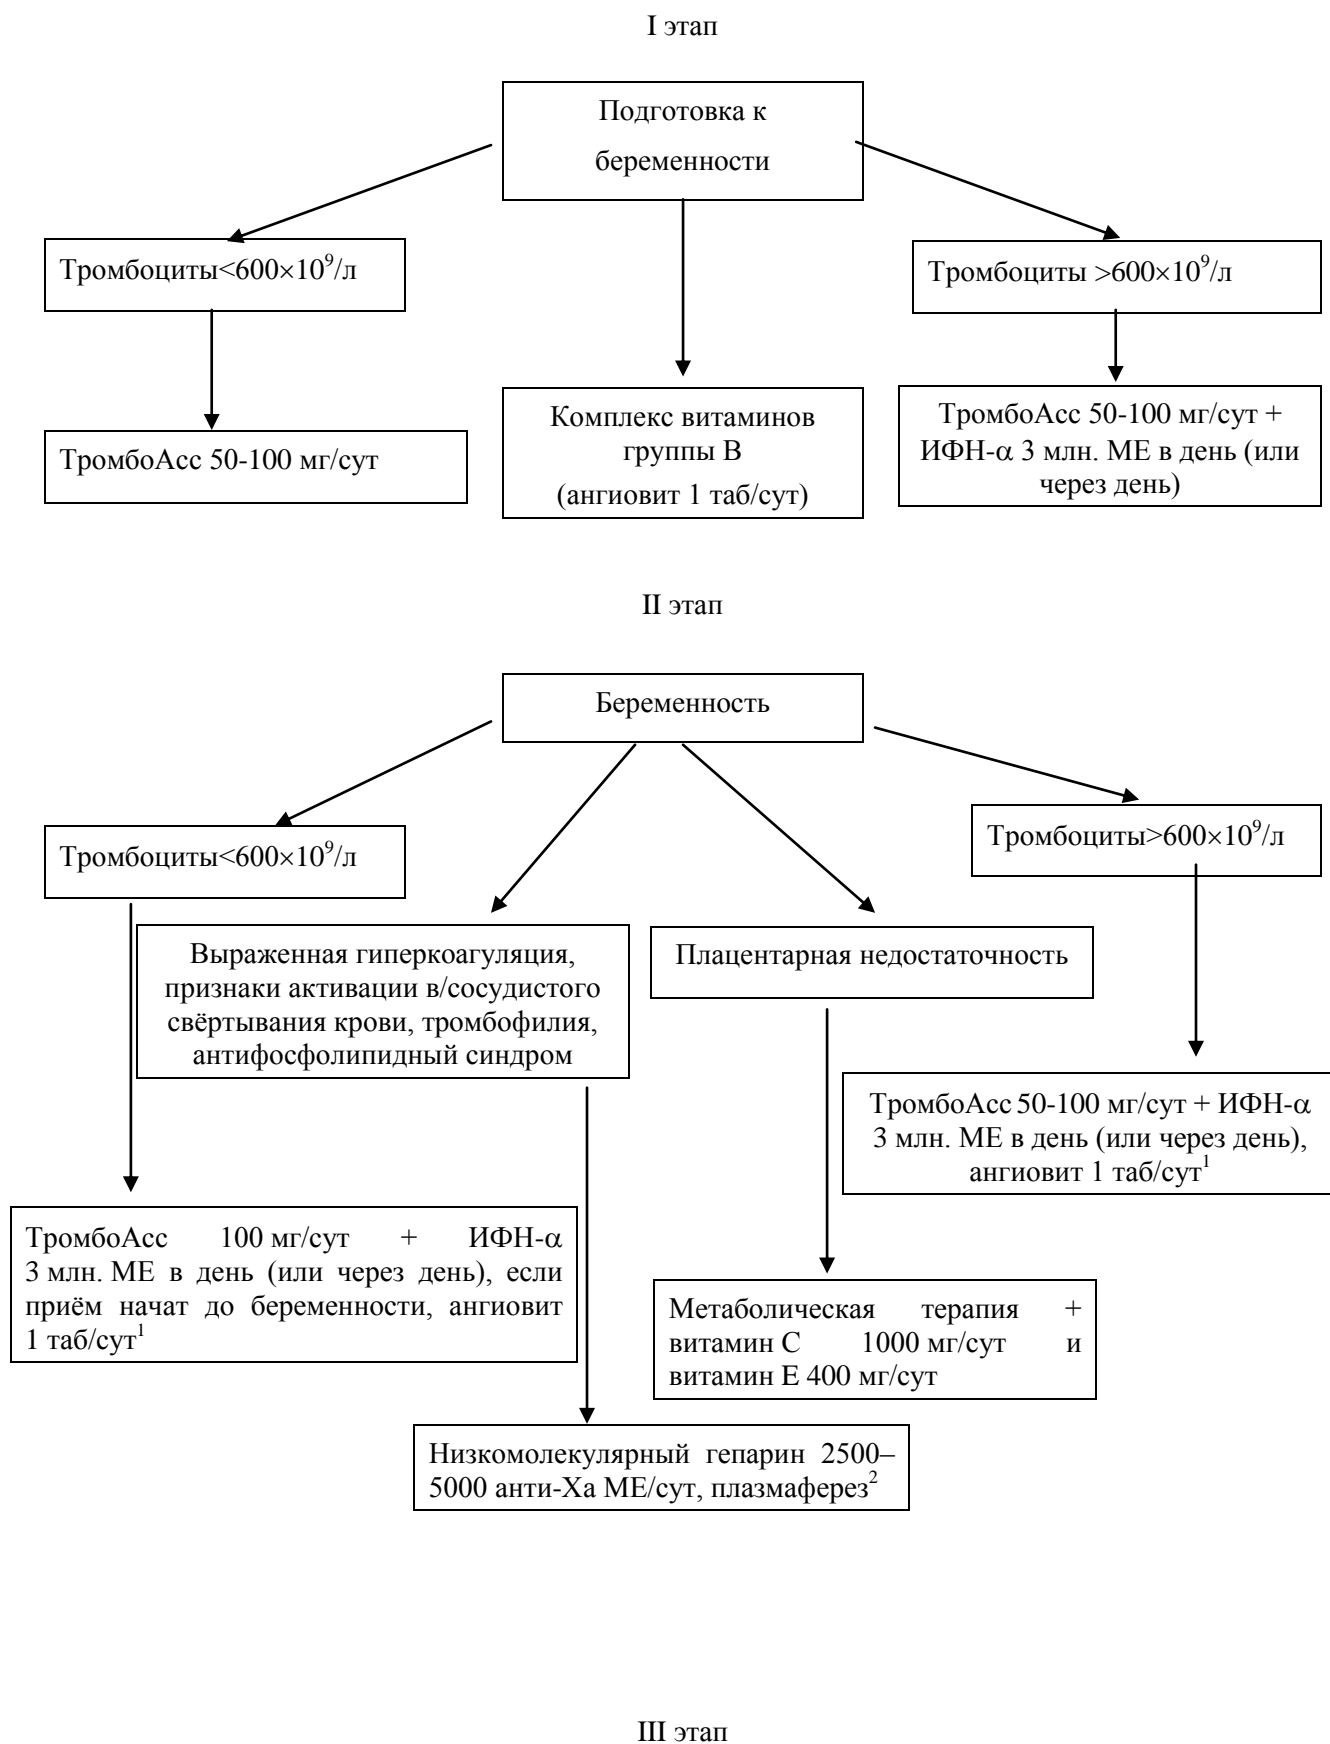 I этап
Подготовка к
беременности
Тромбоциты<600×10⁹/л
Тромбоциты >600×10⁹/л
ТромбоАсс 50-100 мг/сут
Комплекс витаминов
группы В
(ангиовит 1 таб/сут)
ТромбоАсс 50-100 мг/сут +
ИФН-α 3 млн. МЕ в день (или
через день)
II этап
Беременность
Тромбоциты<600×10⁹/л
Тромбоциты>600×10⁹/л
Выраженная гиперкоагуляция,
признаки активации в/сосудистого
свёртывания крови, тромбофилия,
антифосфолипидный синдром
Плацентарная недостаточность
ТромбоАсс 50-100 мг/сут + ИФН-α
3 млн. МЕ в день (или через день),
ангиовит 1 таб/сут¹
ТромбоАсс 100 мг/сут + ИФН-α
3 млн. МЕ в день (или через день), если
приём начат до беременности, ангиовит
1 таб/сут¹
Метаболическая терапия +
витамин С 1000 мг/сут и
витамин Е 400 мг/сут
Низкомолекулярный гепарин 2500–
5000 анти-Ха МЕ/сут, плазмаферез²
III этап